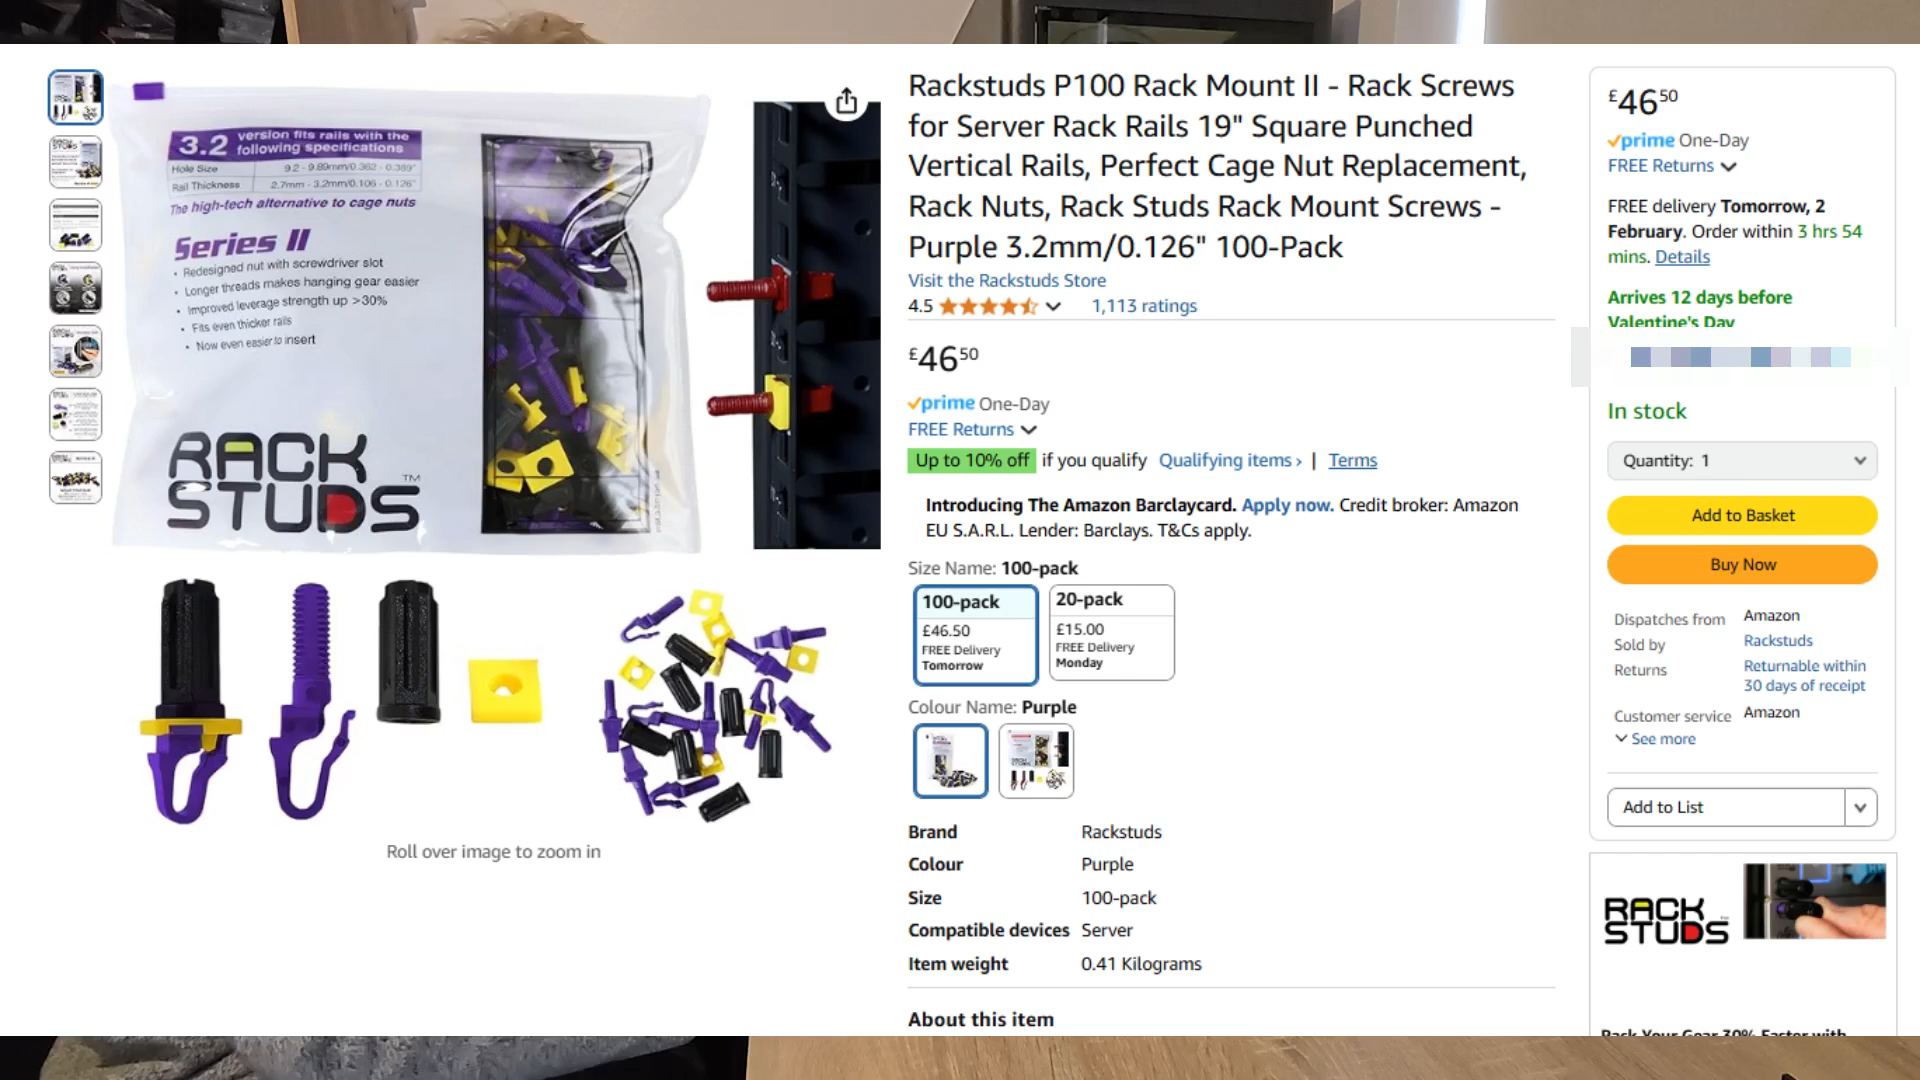 3.2 version fits rails with the
following specifications
Hole Size 9.2 - 9.89mm/0.362 - 0.389"
Rail Thickness 2.7mm - 3.2mm/0.106 - 0.126"
The high-tech alternative to cage nuts
Series II
• Redesigned nut with screwdriver slot
• Longer threads makes hanging gear easier
• Improved leverage strength up >30%
• Fits even thicker rails
• Now even easier to insert
RACK
STUDS™
Roll over image to zoom in
Rackstuds P100 Rack Mount II - Rack Screws
for Server Rack Rails 19" Square Punched
Vertical Rails, Perfect Cage Nut Replacement,
Rack Nuts, Rack Studs Rack Mount Screws -
Purple 3.2mm/0.126" 100-Pack
Visit the Rackstuds Store
4.5 1,113 ratings
£46 50
prime One-Day
FREE Returns
Up to 10% off if you qualify Qualifying items › | Terms
Introducing The Amazon Barclaycard. Apply now. Credit broker: Amazon
EU S.A.R.L. Lender: Barclays. T&Cs apply.
Size Name: 100-pack
100-pack
£46.50
FREE Delivery
Tomorrow
20-pack
£15.00
FREE Delivery
Monday
Colour Name: Purple
Brand Rackstuds
Colour Purple
Size 100-pack
Compatible devices Server
Item weight 0.41 Kilograms
About this item
£46 50
prime One-Day
FREE Returns
FREE delivery Tomorrow, 2
February. Order within 3 hrs 54
mins. Details
Arrives 12 days before
Valentine's Day
In stock
Quantity: 1
Add to Basket
Buy Now
Dispatches from Amazon
Sold by Rackstuds
Returns Returnable within
30 days of receipt
Customer service Amazon
See more
Add to List
RACK
STUDS
Rack Your Gear 30% Faster with